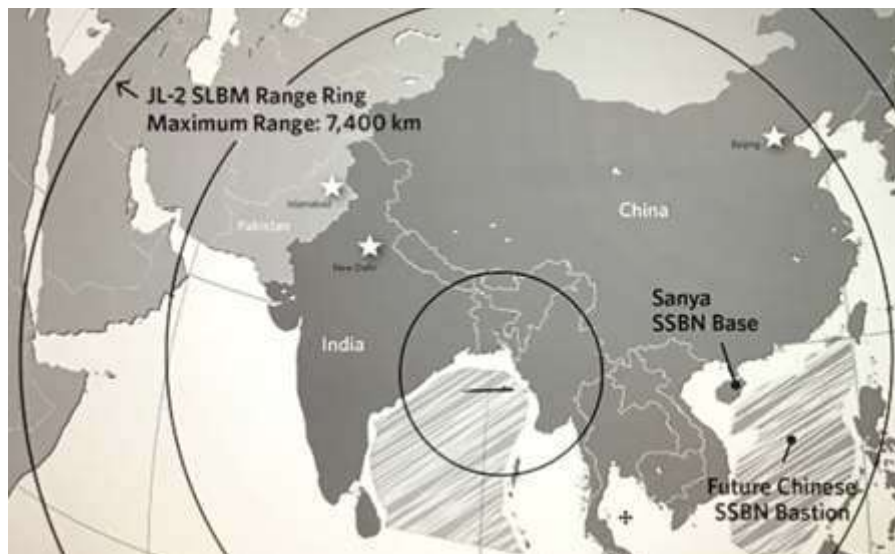 JL-2 SLBM Range Ring
Maximum Range: 7,400 km
Beijing
Islamabad
Pakistan
China
New Delhi
Sanya
SSBN Base
India
Future Chinese
SSBN Bastion